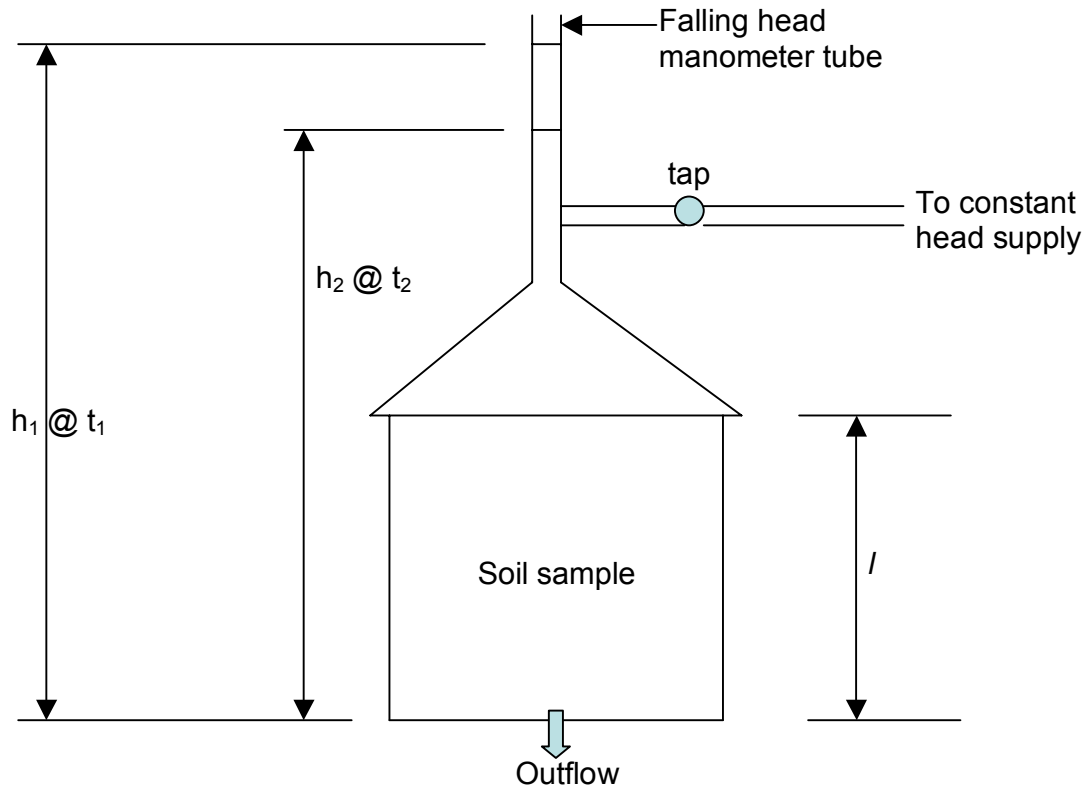 Falling head
manometer tube
tap
To constant
head supply
h₂ @ t₂
h₁ @ t₁
l
Soil sample
Outflow